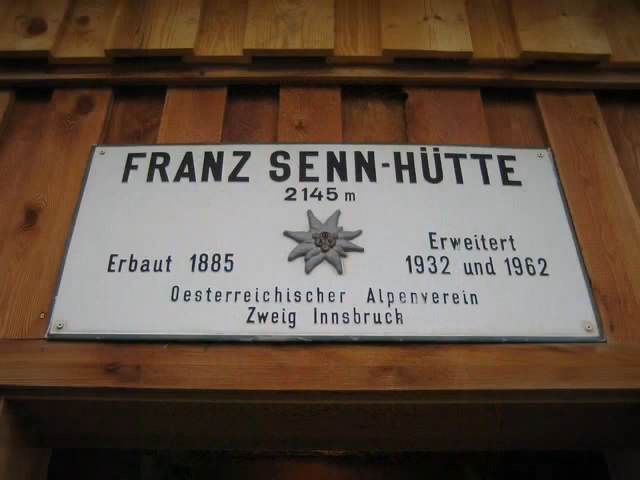 FRANZ SENN-HÜTTE
2145 m
Erbaut 1885
Erweitert
1932 und 1962
Oesterreichischer Alpenverein
Zweig Innsbruck